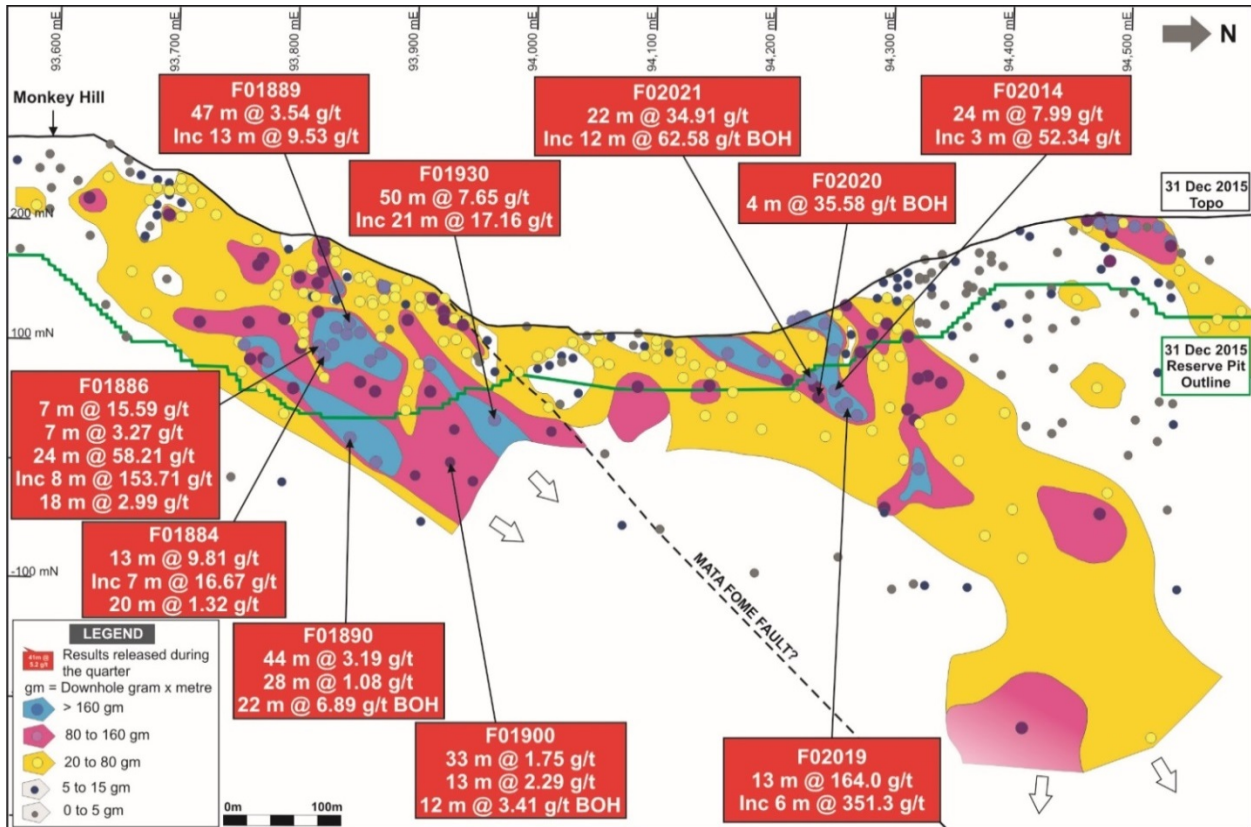 93,600 mE
93,700 mE
93,800 mE
93,900 mE
94,000 mE
94,100 mE
94,200 mE
94,300 mE
94,400 mE
94,500 mE
N
Monkey Hill
F01889
47 m @ 3.54 g/t
Inc 13 m @ 9.53 g/t
F01930
50 m @ 7.65 g/t
Inc 21 m @ 17.16 g/t
F02021
22 m @ 34.91 g/t
Inc 12 m @ 62.58 g/t BOH
F02020
4 m @ 35.58 g/t BOH
F02014
24 m @ 7.99 g/t
Inc 3 m @ 52.34 g/t
31 Dec 2015
Topo
200 mN
100 mN
31 Dec 2015
Reserve Pit
Outline
F01886
7 m @ 15.59 g/t
7 m @ 3.27 g/t
24 m @ 58.21 g/t
Inc 8 m @ 153.71 g/t
18 m @ 2.99 g/t
F01884
13 m @ 9.81 g/t
Inc 7 m @ 16.67 g/t
20 m @ 1.32 g/t
-100 mN
MATA FOME FAULT?
F01890
44 m @ 3.19 g/t
28 m @ 1.08 g/t
22 m @ 6.89 g/t BOH
F01900
33 m @ 1.75 g/t
13 m @ 2.29 g/t
12 m @ 3.41 g/t BOH
F02019
13 m @ 164.0 g/t
Inc 6 m @ 351.3 g/t
LEGEND
41m @
5.2 g/t
Results released during
the quarter
gm = Downhole gram x metre
> 160 gm
80 to 160 gm
20 to 80 gm
5 to 15 gm
0 to 5 gm
0m
100m